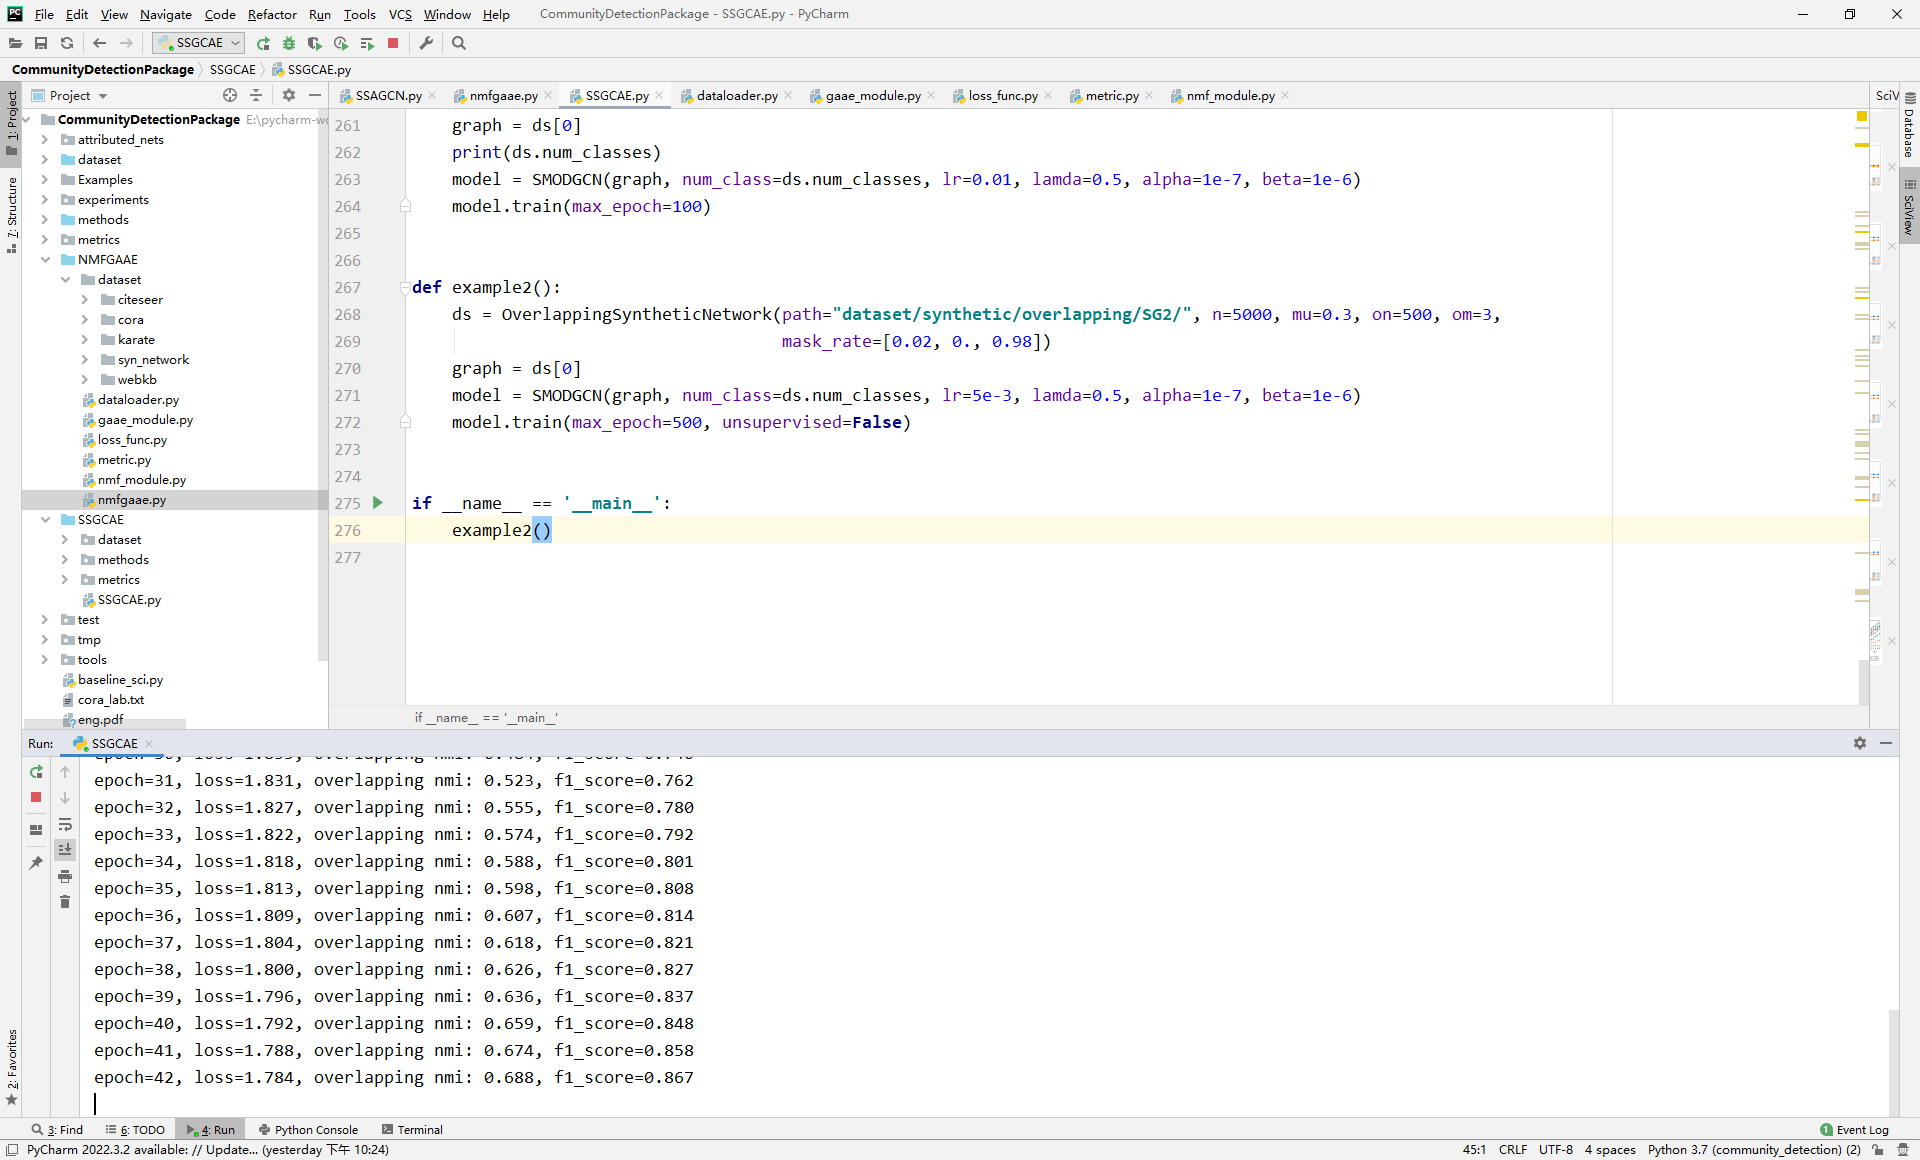 File Edit View Navigate Code Refactor Run Tools VCS Window Help CommunityDetectionPackage - SSGCAE.py - PyCharm
SSGCAE
CommunityDetectionPackage SSGCAE SSGCAE.py
Project
SSAGCN.py nmfgaae.py SSGCAE.py dataloader.py gaae_module.py loss_func.py metric.py nmf_module.py
SciV
1: Project
7: Structure
2: Favorites
Database
SciView
CommunityDetectionPackage E:\pycharm-wo
attributed_nets
dataset
Examples
experiments
methods
metrics
NMFGAAE
dataset
citeseer
cora
karate
syn_network
webkb
dataloader.py
gaae_module.py
loss_func.py
metric.py
nmf_module.py
nmfgaae.py
SSGCAE
dataset
methods
metrics
SSGCAE.py
test
tmp
tools
baseline_sci.py
cora_lab.txt
eng.pdf
261 graph = ds[0]
262 print(ds.num_classes)
263 model = SMODGCN(graph, num_class=ds.num_classes, lr=0.01, lamda=0.5, alpha=1e-7, beta=1e-6)
264 model.train(max_epoch=100)
265
266
267 def example2():
268 ds = OverlappingSyntheticNetwork(path="dataset/synthetic/overlapping/SG2/", n=5000, mu=0.3, on=500, om=3,
269 mask_rate=[0.02, 0., 0.98])
270 graph = ds[0]
271 model = SMODGCN(graph, num_class=ds.num_classes, lr=5e-3, lamda=0.5, alpha=1e-7, beta=1e-6)
272 model.train(max_epoch=500, unsupervised=False)
273
274
275 if __name__ == '__main__':
276 example2()
277
if __name__ == '__main__'
Run: SSGCAE
epoch=31, loss=1.831, overlapping nmi: 0.523, f1_score=0.762
epoch=32, loss=1.827, overlapping nmi: 0.555, f1_score=0.780
epoch=33, loss=1.822, overlapping nmi: 0.574, f1_score=0.792
epoch=34, loss=1.818, overlapping nmi: 0.588, f1_score=0.801
epoch=35, loss=1.813, overlapping nmi: 0.598, f1_score=0.808
epoch=36, loss=1.809, overlapping nmi: 0.607, f1_score=0.814
epoch=37, loss=1.804, overlapping nmi: 0.618, f1_score=0.821
epoch=38, loss=1.800, overlapping nmi: 0.626, f1_score=0.827
epoch=39, loss=1.796, overlapping nmi: 0.636, f1_score=0.837
epoch=40, loss=1.792, overlapping nmi: 0.659, f1_score=0.848
epoch=41, loss=1.788, overlapping nmi: 0.674, f1_score=0.858
epoch=42, loss=1.784, overlapping nmi: 0.688, f1_score=0.867
3: Find 6: TODO 4: Run Python Console Terminal 1 Event Log
PyCharm 2022.3.2 available: // Update... (yesterday 下午 10:24) 45:1 CRLF UTF-8 4 spaces Python 3.7 (community_detection) (2)